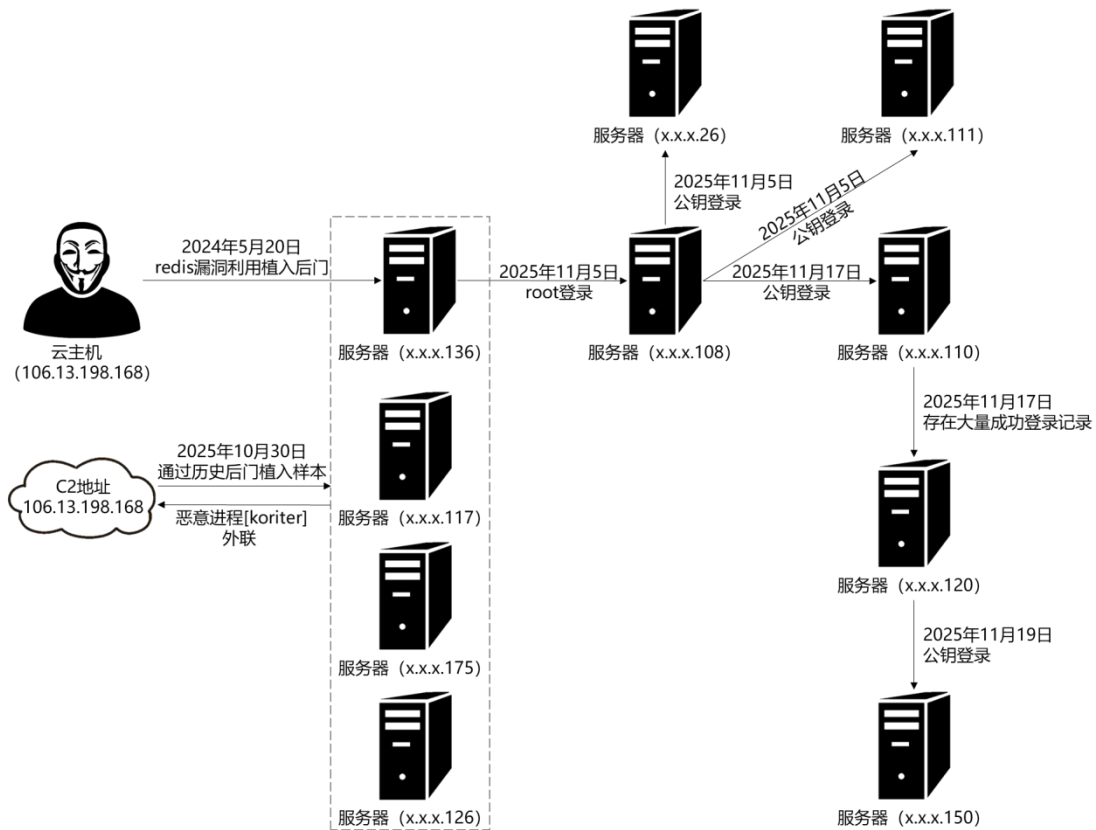 服务器（x.x.x.26）
服务器（x.x.x.111）
2025年11月5日
公钥登录
2025年11月5日
公钥登录
2024年5月20日
redis漏洞利用植入后门
2025年11月5日
root登录
2025年11月17日
公钥登录
云主机
（106.13.198.168）
服务器（x.x.x.136）
服务器（x.x.x.108）
服务器（x.x.x.110）
2025年11月17日
存在大量成功登录记录
2025年10月30日
通过历史后门植入样本
C2地址
106.13.198.168
恶意进程[koriter]
外联
服务器（x.x.x.117）
服务器（x.x.x.120）
2025年11月19日
公钥登录
服务器（x.x.x.175）
服务器（x.x.x.126）
服务器（x.x.x.150）